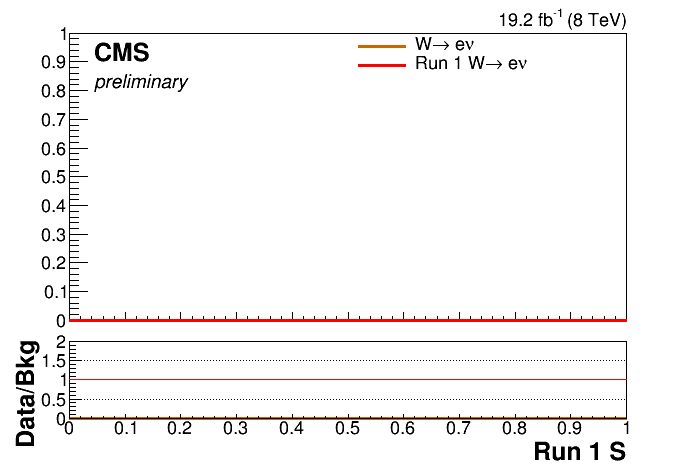 19.2 fb-1 (8 TeV)
CMS
preliminary
W→ eν
Run 1 W→ eν
1
0.9
0.8
0.7
0.6
0.5
0.4
0.3
0.2
0.1
0
Data/Bkg
2
1.5
1
0.5
0
0 0.1 0.2 0.3 0.4 0.5 0.6 0.7 0.8 0.9 1
Run 1 S